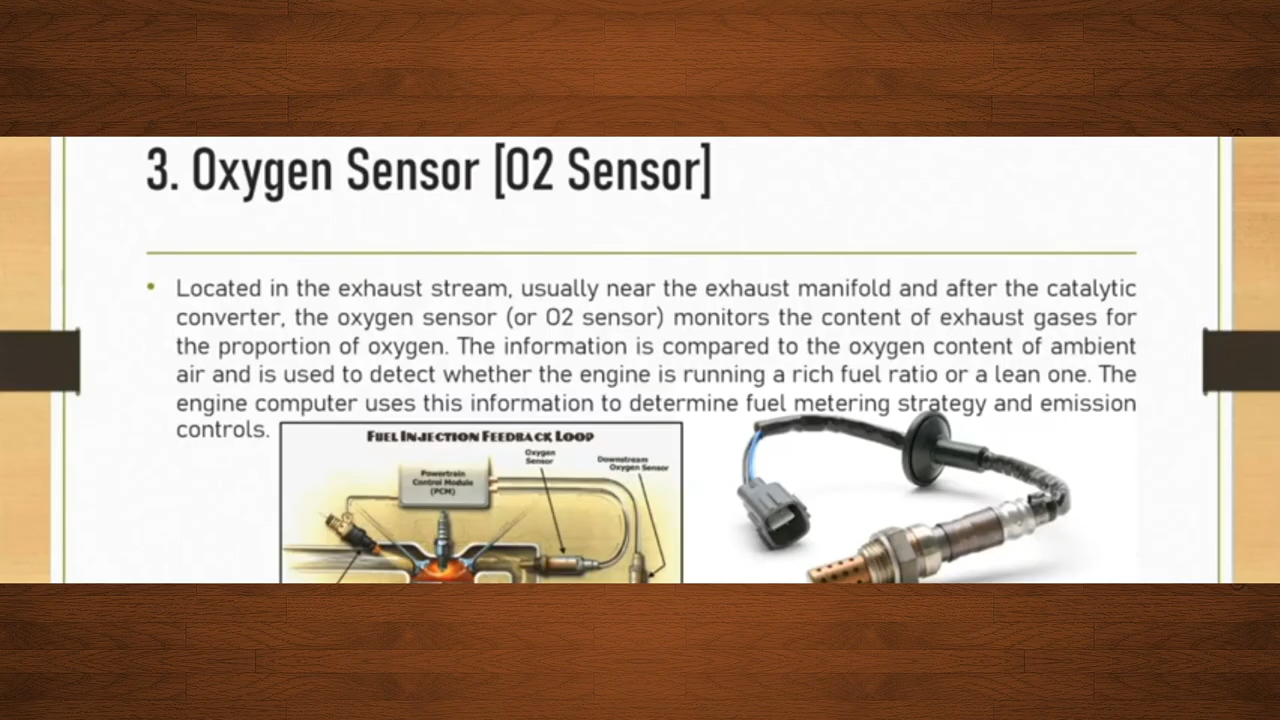 3. Oxygen Sensor [O2 Sensor]
• Located in the exhaust stream, usually near the exhaust manifold and after the catalytic
converter, the oxygen sensor (or O2 sensor) monitors the content of exhaust gases for
the proportion of oxygen. The information is compared to the oxygen content of ambient
air and is used to detect whether the engine is running a rich fuel ratio or a lean one. The
engine computer uses this information to determine fuel metering strategy and emission
controls.
FUEL INJECTION FEEDBACK LOOP
Oxygen
Sensor
Downstream
Oxygen Sensor
Powertrain
Control Module
(PCM)